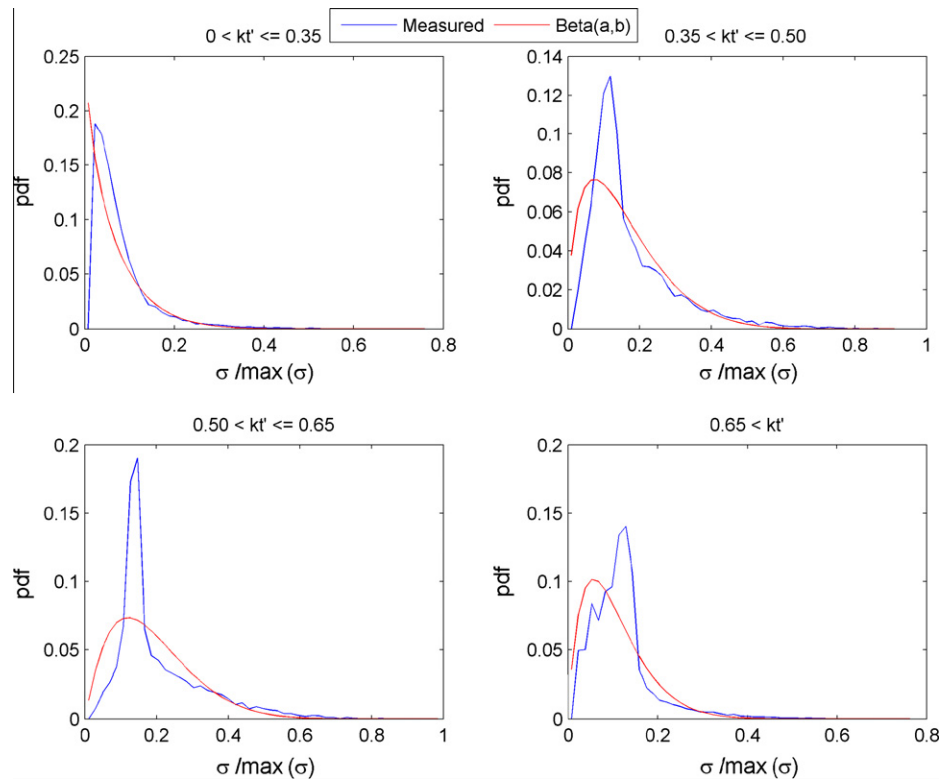 Measured Beta(a,b)
0 < kt' <= 0.35
0.25
0.2
0.15
0.1
0.05
0
pdf
0 0.2 0.4 0.6 0.8
σ /max (σ)
0.35 < kt' <= 0.50
0.14
0.12
0.1
0.08
0.06
0.04
0.02
0
pdf
0 0.2 0.4 0.6 0.8 1
σ /max (σ)
0.50 < kt' <= 0.65
0.2
0.15
0.1
0.05
0
pdf
0 0.2 0.4 0.6 0.8 1
σ /max (σ)
0.65 < kt'
0.2
0.15
0.1
0.05
0
pdf
0 0.2 0.4 0.6 0.8
σ /max (σ)